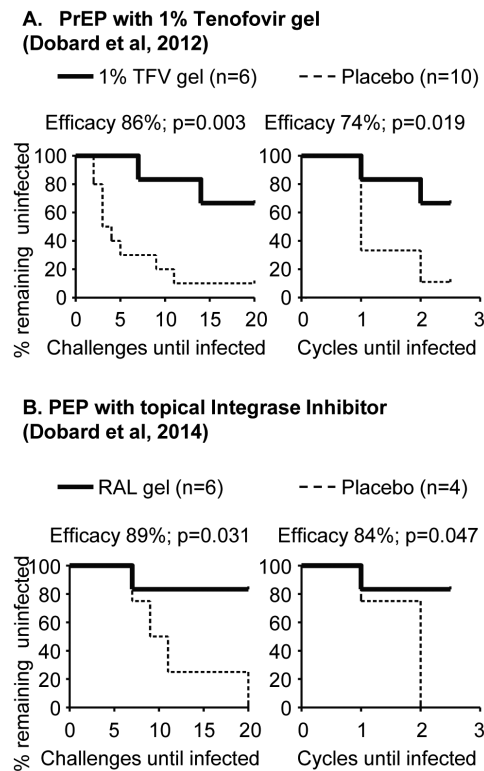 A. PrEP with 1% Tenofovir gel
(Dobard et al, 2012)
1% TFV gel (n=6) Placebo (n=10)
Efficacy 86%; p=0.003 Efficacy 74%; p=0.019
% remaining uninfected
100 100
80 80
60 60
40 40
20 20
0 0
0 5 10 15 20 0 1 2 3
Challenges until infected Cycles until infected
B. PEP with topical Integrase Inhibitor
(Dobard et al, 2014)
RAL gel (n=6) Placebo (n=4)
Efficacy 89%; p=0.031 Efficacy 84%; p=0.047
% remaining uninfected
100 100
80 80
60 60
40 40
20 20
0 0
0 5 10 15 20 0 1 2 3
Challenges until infected Cycles until infected